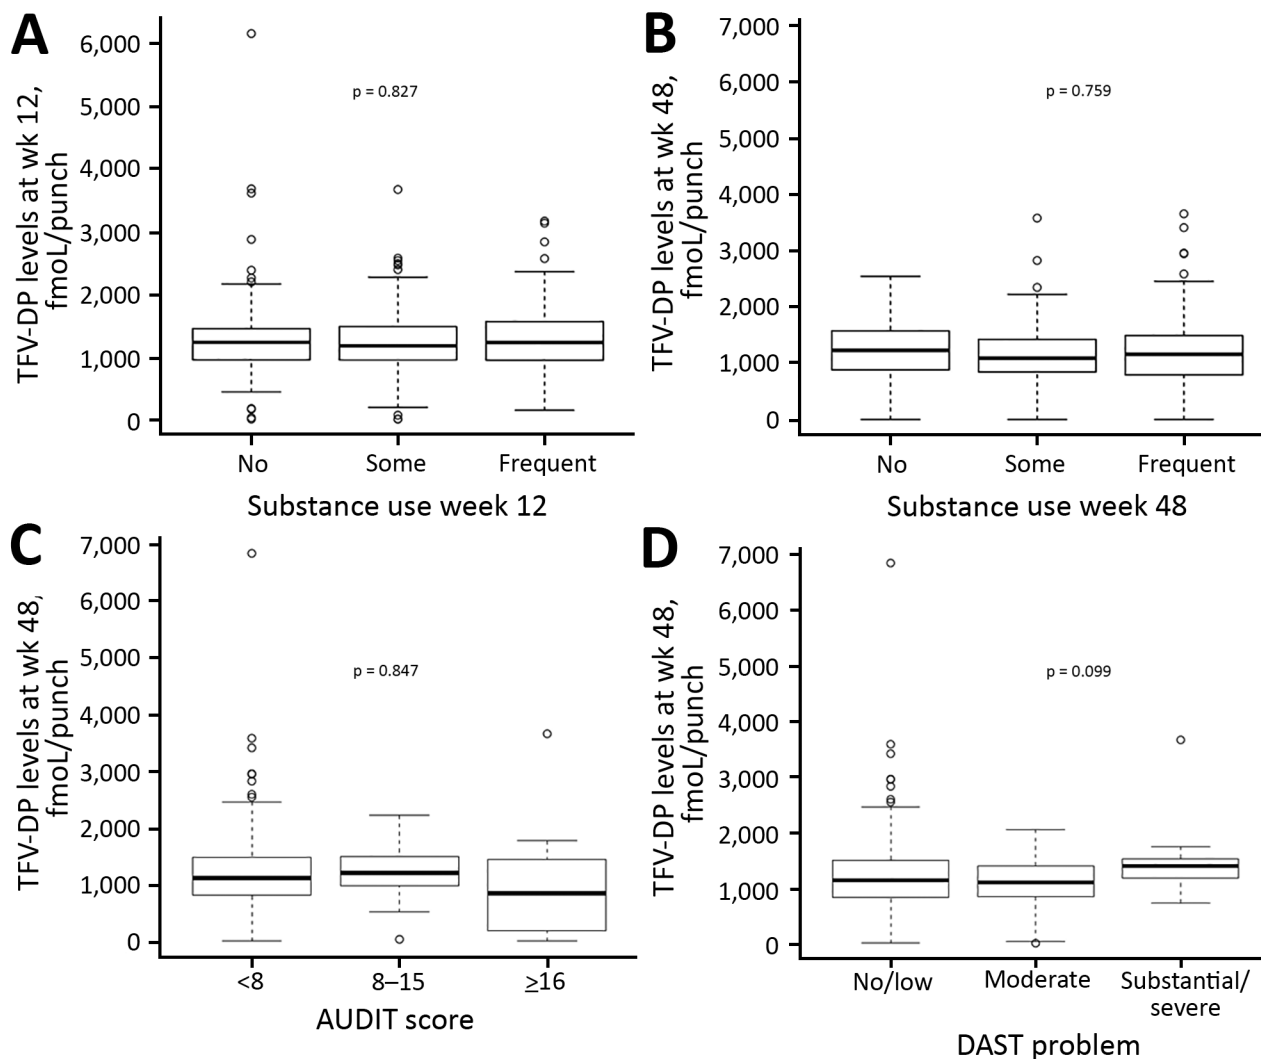 A
TFV-DP levels at wk 12,
fmoL/punch
6,000
5,000
4,000
3,000
2,000
1,000
0
p = 0.827
No
Some
Frequent
Substance use week 12
B
TFV-DP levels at wk 48,
fmoL/punch
7,000
6,000
5,000
4,000
3,000
2,000
1,000
0
p = 0.759
No
Some
Frequent
Substance use week 48
C
TFV-DP levels at wk 48,
fmoL/punch
7,000
6,000
5,000
4,000
3,000
2,000
1,000
0
p = 0.847
<8
8–15
≥16
AUDIT score
D
TFV-DP levels at wk 48,
fmoL/punch
7,000
6,000
5,000
4,000
3,000
2,000
1,000
0
p = 0.099
No/low
Moderate
Substantial/
severe
DAST problem